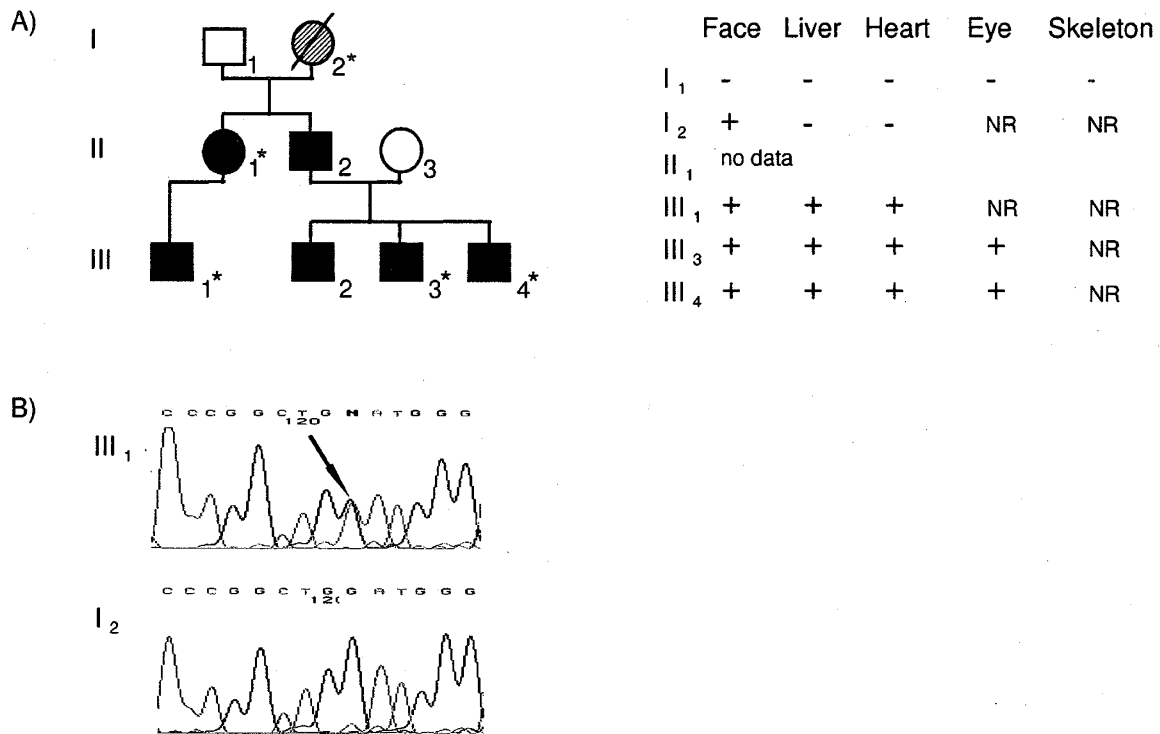 A)
I
1
2*
II
1*
2
3
III
1*
2
3*
4*
Face Liver Heart Eye Skeleton
I 1 - - - - -
I 2 + - - NR NR
II 1 no data
III 1 + + + NR NR
III 3 + + + + NR
III 4 + + + + NR
B)
III 1
C C C G G C T G N A T G G G
120
I 2
C C C G G C T G G A T G G G
120